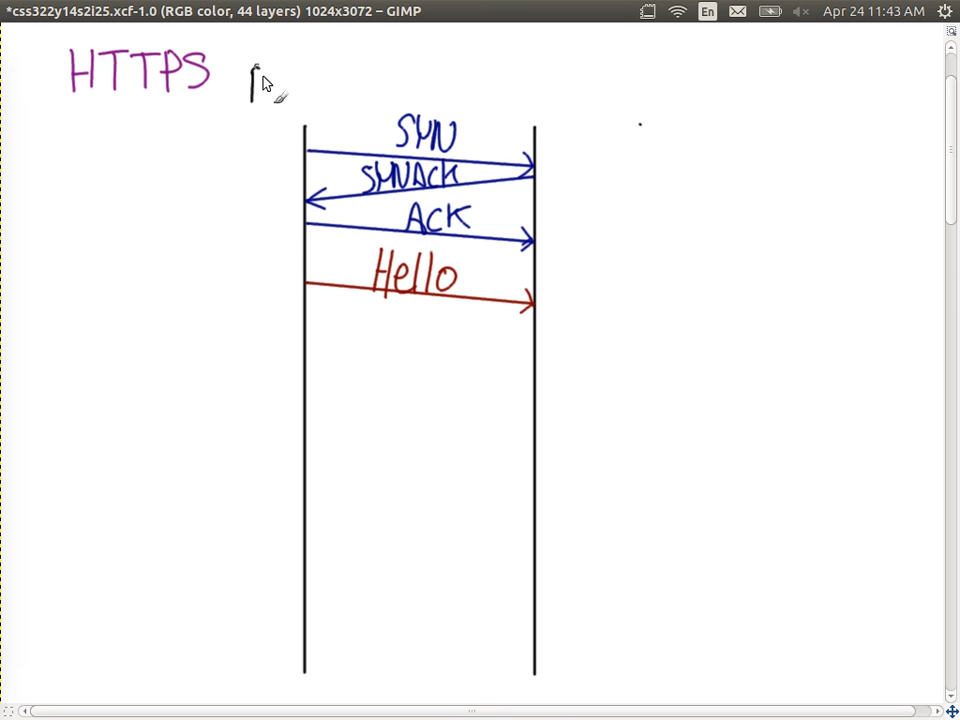 *css322y14s2i25.xcf-1.0 (RGB color, 44 layers) 1024x3072 – GIMP
En
Apr 24 11:43 AM
HTTPS
SYN
SYNACK
ACK
Hello